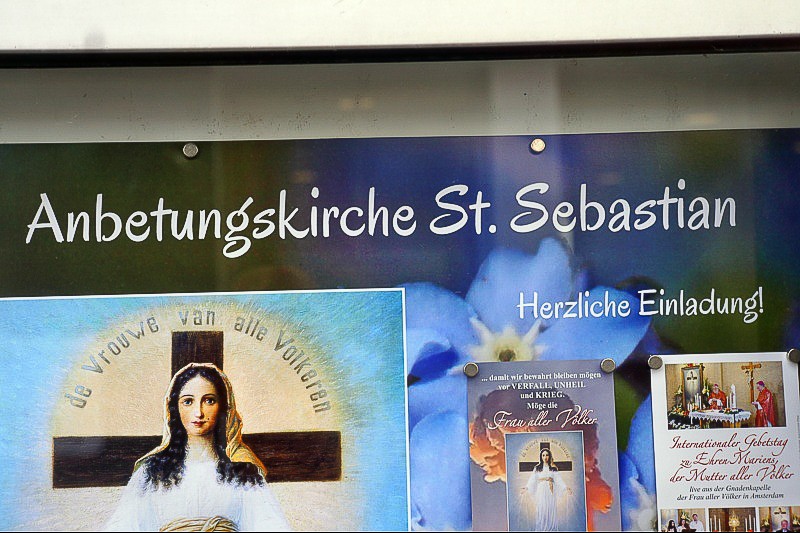 Anbetungskirche St. Sebastian
Herzliche Einladung!
de Vrouwe van alle Volkeren
... damit wir bewahrt bleiben mögen
vor VERFALL, UNHEIL
und KRIEG.
Möge die
Frau aller Völker
Internationaler Gebetstag
zu Ehren Mariens,
der Mutter aller Völker
live aus der Gnadenkapelle
der Frau aller Völker in Amsterdam